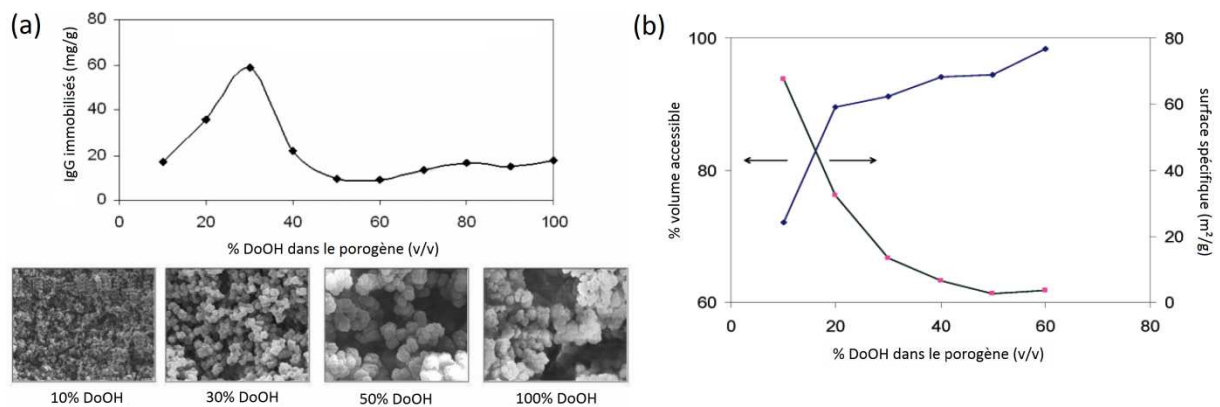 (a)
IgG immobilisés (mg/g)
80
60
40
20
0
0 20 40 60 80 100
% DoOH dans le porogène (v/v)
10% DoOH
30% DoOH
50% DoOH
100% DoOH
(b)
% volume accessible
100
80
60
surface spécifique (m²/g)
80
60
40
20
0
0 20 40 60 80
% DoOH dans le porogène (v/v)